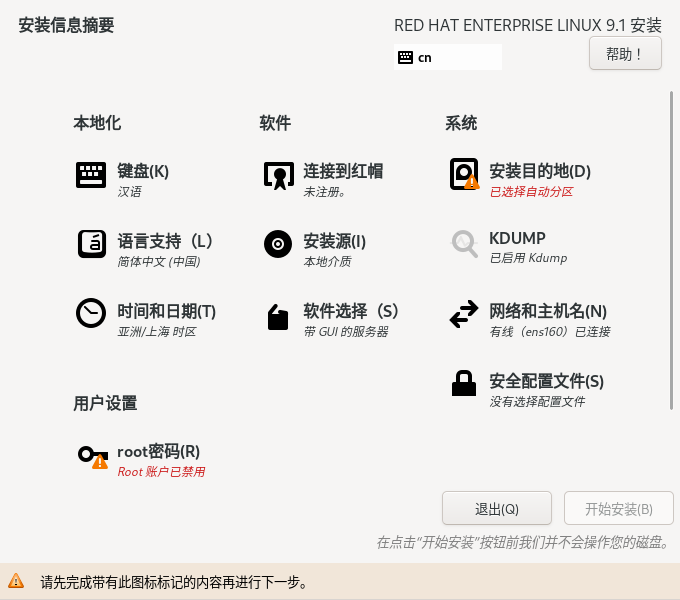 安装信息摘要
RED HAT ENTERPRISE LINUX 9.1 安装
cn
帮助！
本地化
键盘(K)
汉语
语言支持（L）
简体中文 (中国)
时间和日期(T)
亚洲/上海 时区
用户设置
root密码(R)
Root 账户已禁用
软件
连接到红帽
未注册。
安装源(I)
本地介质
软件选择（S）
带 GUI 的服务器
系统
安装目的地(D)
已选择自动分区
KDUMP
已启用 Kdump
网络和主机名(N)
有线（ens160）已连接
安全配置文件(S)
没有选择配置文件
退出(Q)
开始安装(B)
在点击“开始安装”按钮前我们并不会操作您的磁盘。
请先完成带有此图标标记的内容再进行下一步。